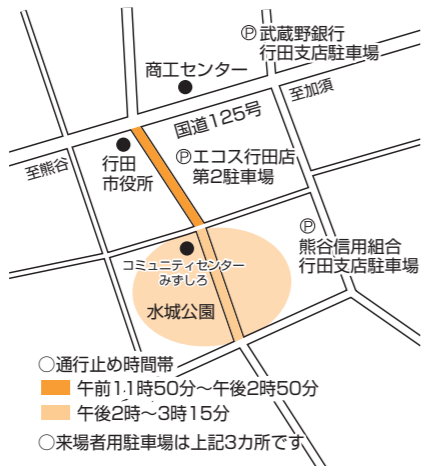 Ⓟ武蔵野銀行
行田支店駐車場
商工センター
至加須
国道125号
至熊谷
行田
市役所
Ⓟエコス行田店
第2駐車場
Ⓟ
熊谷信用組合
行田支店駐車場
コミュニティセンター
みずしろ
水城公園
○通行止め時間帯
午前11時50分〜午後2時50分
午後2時〜3時15分
○来場者用駐車場は上記3カ所です